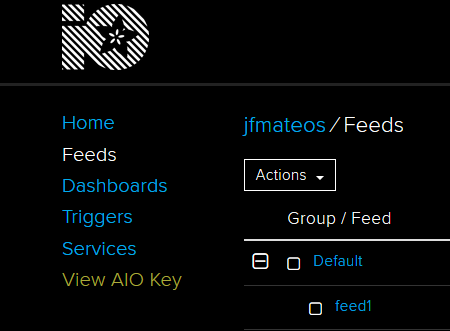 iO
Home
Feeds
Dashboards
Triggers
Services
View AIO Key
jfmateos / Feeds
Actions
Group / Feed
Default
feed1